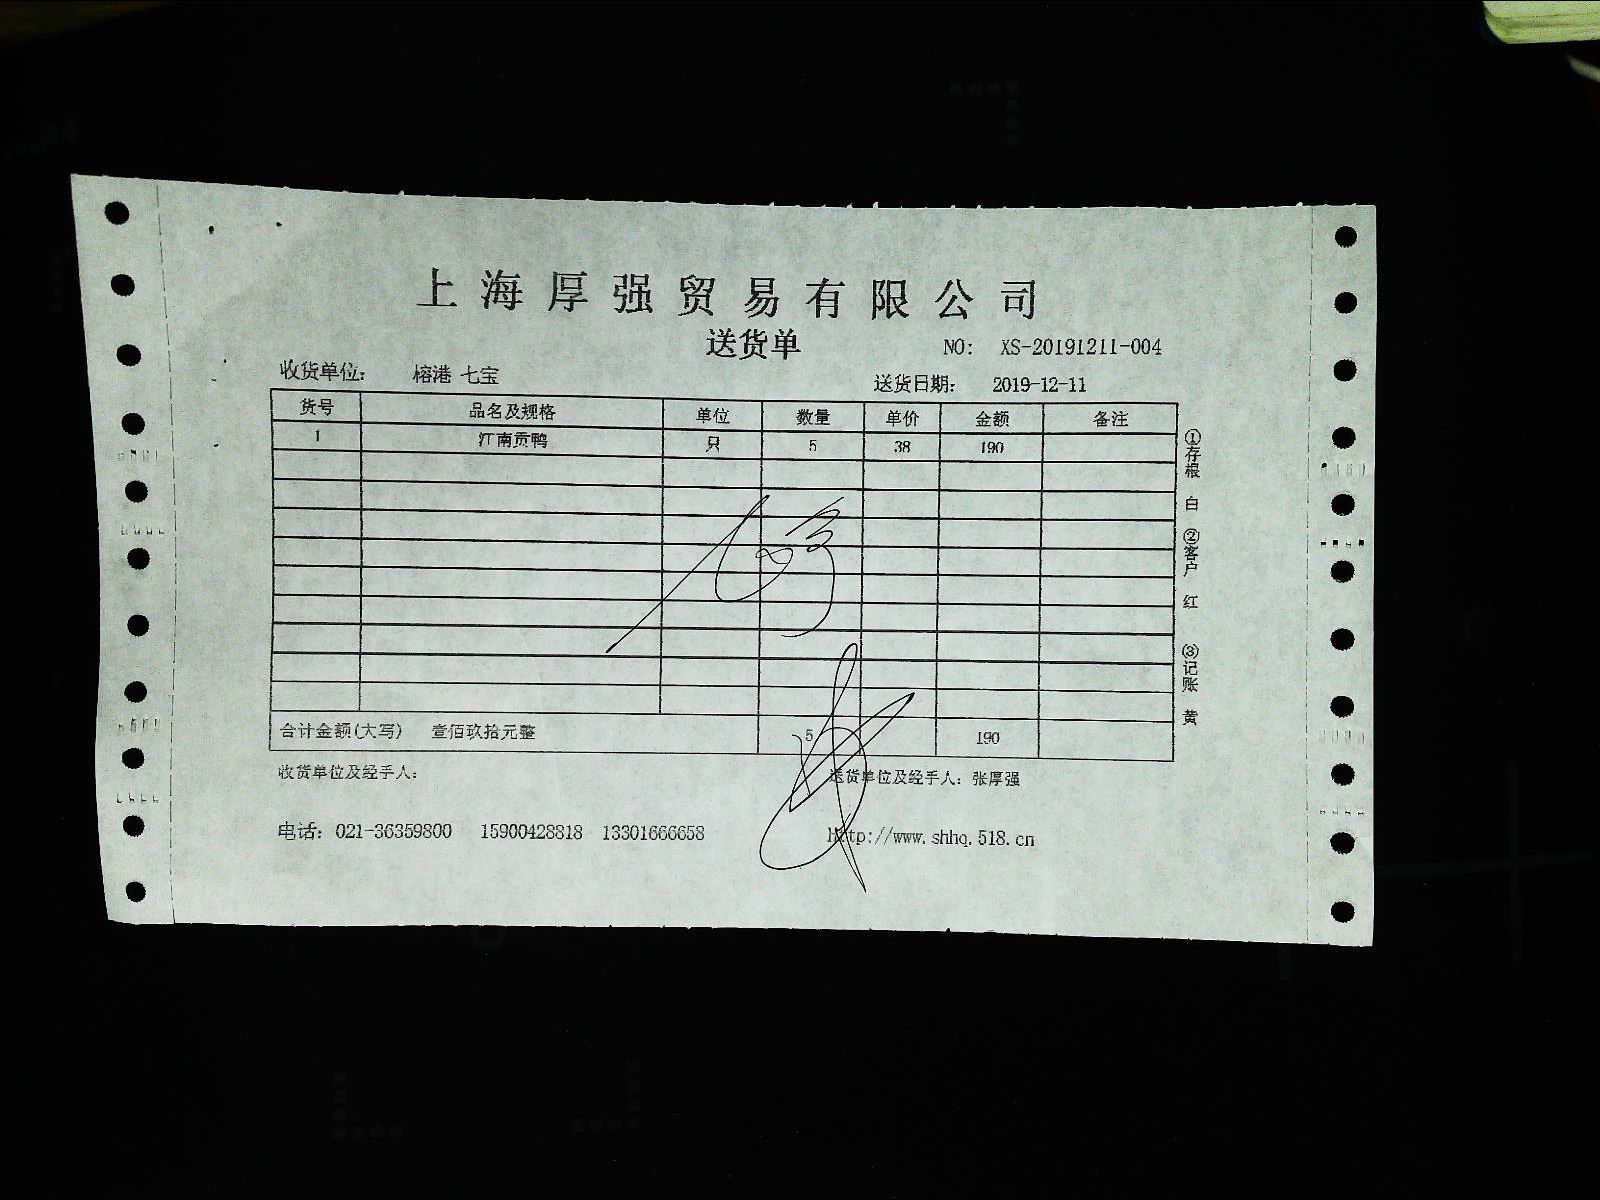 上海厚强贸易有限公司
送货单 NO: XS-20191211-004
收货单位: 榕港 七宝 送货日期: 2019-12-11
货号 品名及规格 单位 数量 单价 金额 备注
1 江南贡鸭 只 5 38 190
合计金额(大写) 壹佰玖拾元整 5 190
收货单位及经手人: 送货单位及经手人: 张厚强
电话: 021-36359800 15900428818 13301666658 Http://www.shhq.518.cn
①存根 白 ②客户 红 ③记账 黄